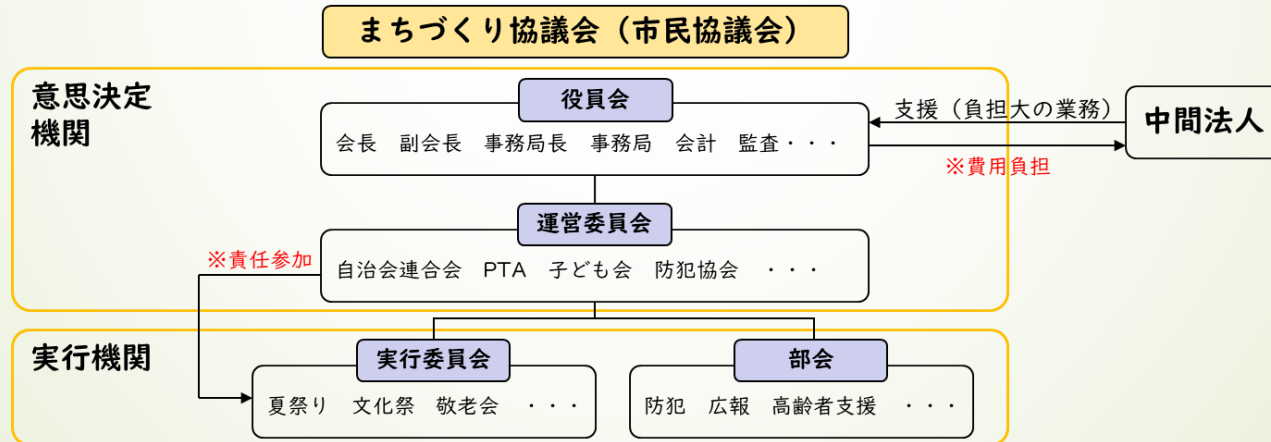 まちづくり協議会（市民協議会）
意思決定
機関
役員会
会長　副会長　事務局長　事務局　会計　監査・・・
支援（負担大の業務）
中間法人
※費用負担
運営委員会
※責任参加
自治会連合会　PTA　子ども会　防犯協会　・・・
実行機関
実行委員会
夏祭り　文化祭　敬老会　・・・
部会
防犯　広報　高齢者支援　・・・